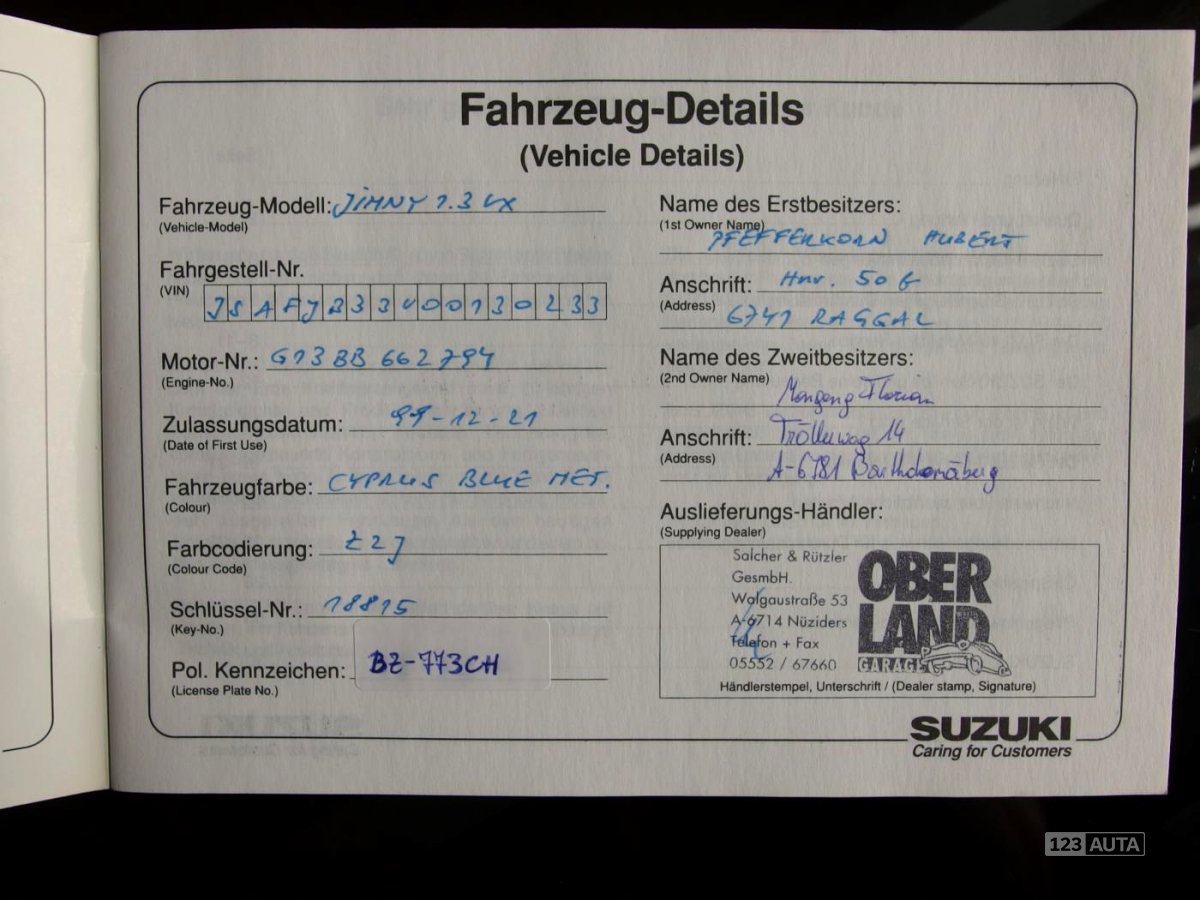 Fahrzeug-Details
(Vehicle Details)
Fahrzeug-Modell: JIMNY 1.3 VX
(Vehicle-Model)
Fahrgestell-Nr.
(VIN) JSAFJB33V00130233
Motor-Nr.: G13BB 662794
(Engine-No.)
Zulassungsdatum: 99-12-21
(Date of First Use)
Fahrzeugfarbe: CYPRUS BLUE MET.
(Colour)
Farbcodierung: Z2J
(Colour Code)
Schlüssel-Nr.: 18815
(Key-No.)
Pol. Kennzeichen: BZ-773CH
(License Plate No.)
Name des Erstbesitzers:
(1st Owner Name)
PFEFFERKORN HUBERT
Anschrift: Hnr. 50 
(Address) 6741 RAGGAL
Name des Zweitbesitzers:
(2nd Owner Name) Florian
Anschrift: 14
(Address) A-6781 Bartholomäberg
Auslieferungs-Händler:
(Supplying Dealer)
Salcher & Rützler
GesmbH.
Walgaustraße 53
A-6714 Nüziders
Telefon + Fax
05552 / 67660
OBER
LAND
GARAGE
Händlerstempel, Unterschrift / (Dealer stamp, Signature)
SUZUKI
Caring for Customers
123AUTA